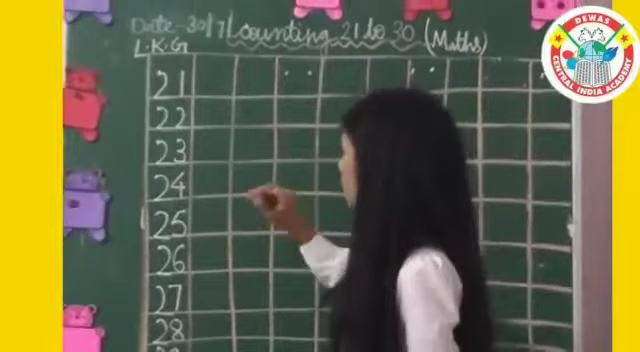 Date - 30/7 Counting 21 to 30 (Maths)
L.K.G
21
22
23
24
25
26
27
28
DEWAS
CENTRAL INDIA ACADEMY